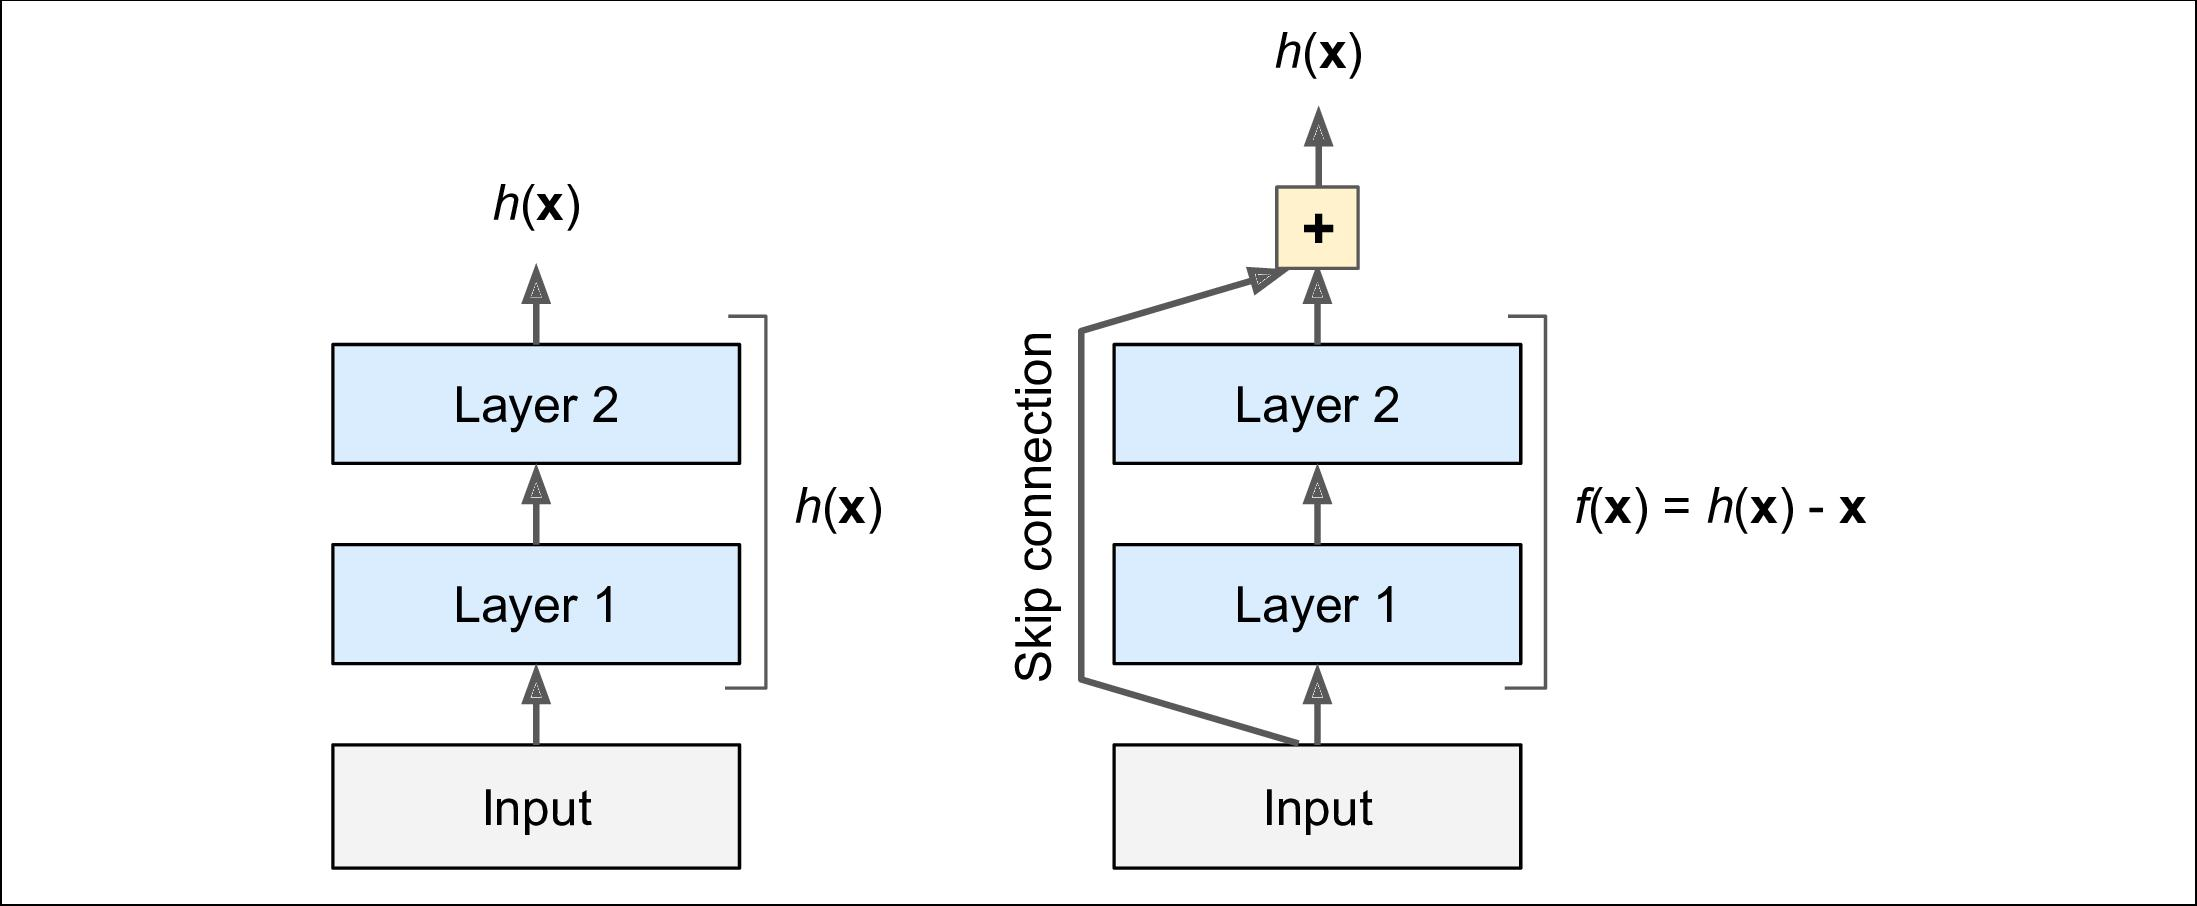 h(x)
Layer 2
h(x)
Layer 1
Input
h(x)
+
Skip connection
Layer 2
f(x) = h(x) - x
Layer 1
Input